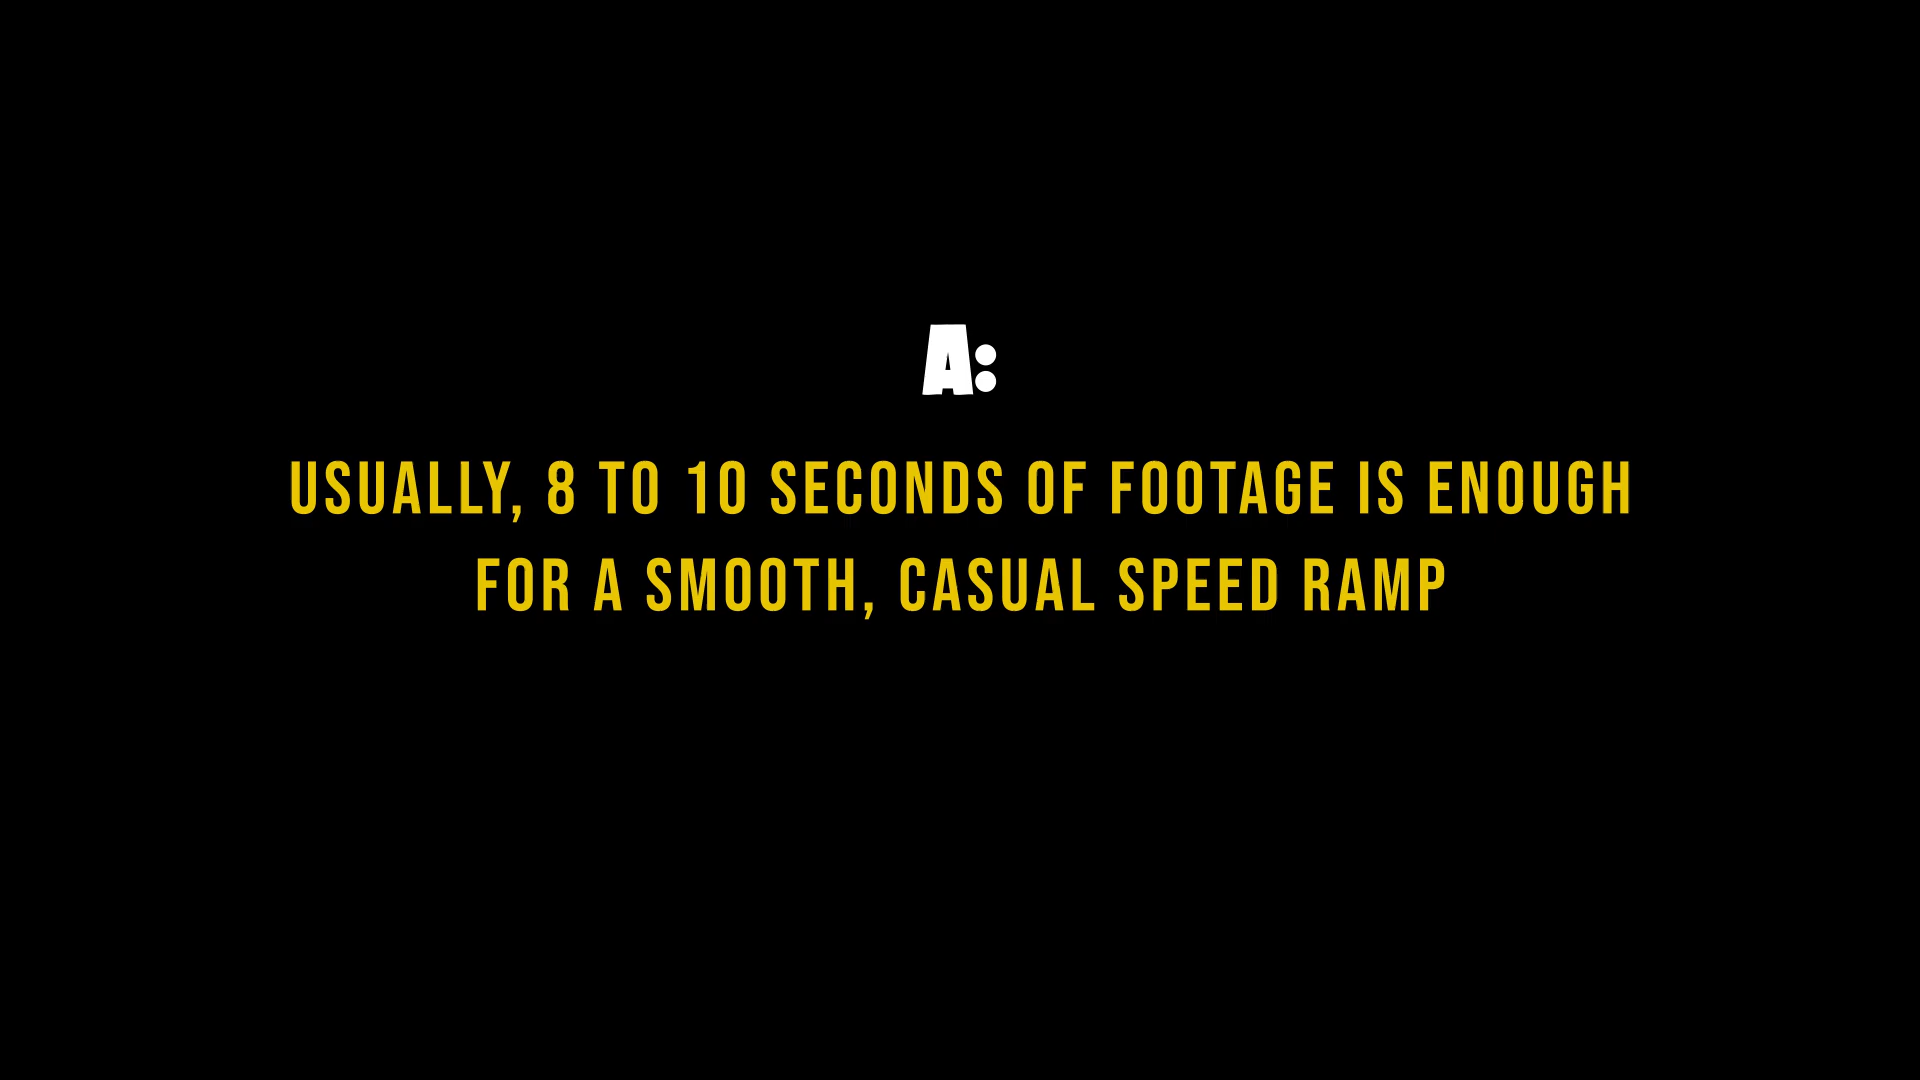 A:
USUALLY, 8 TO 10 SECONDS OF FOOTAGE IS ENOUGH
FOR A SMOOTH, CASUAL SPEED RAMP